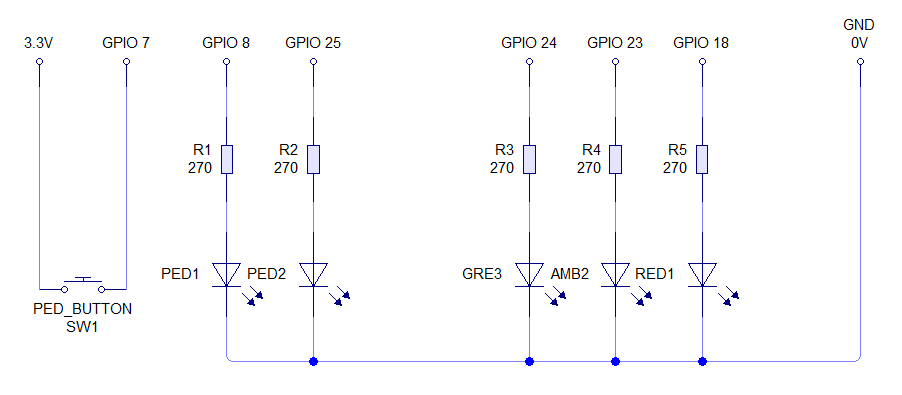 GND
3.3V GPIO 7 GPIO 8 GPIO 25 GPIO 24 GPIO 23 GPIO 18 0V
R1 R2 R3 R4 R5
270 270 270 270 270
PED1 PED2 GRE3 AMB2 RED1
PED_BUTTON
SW1